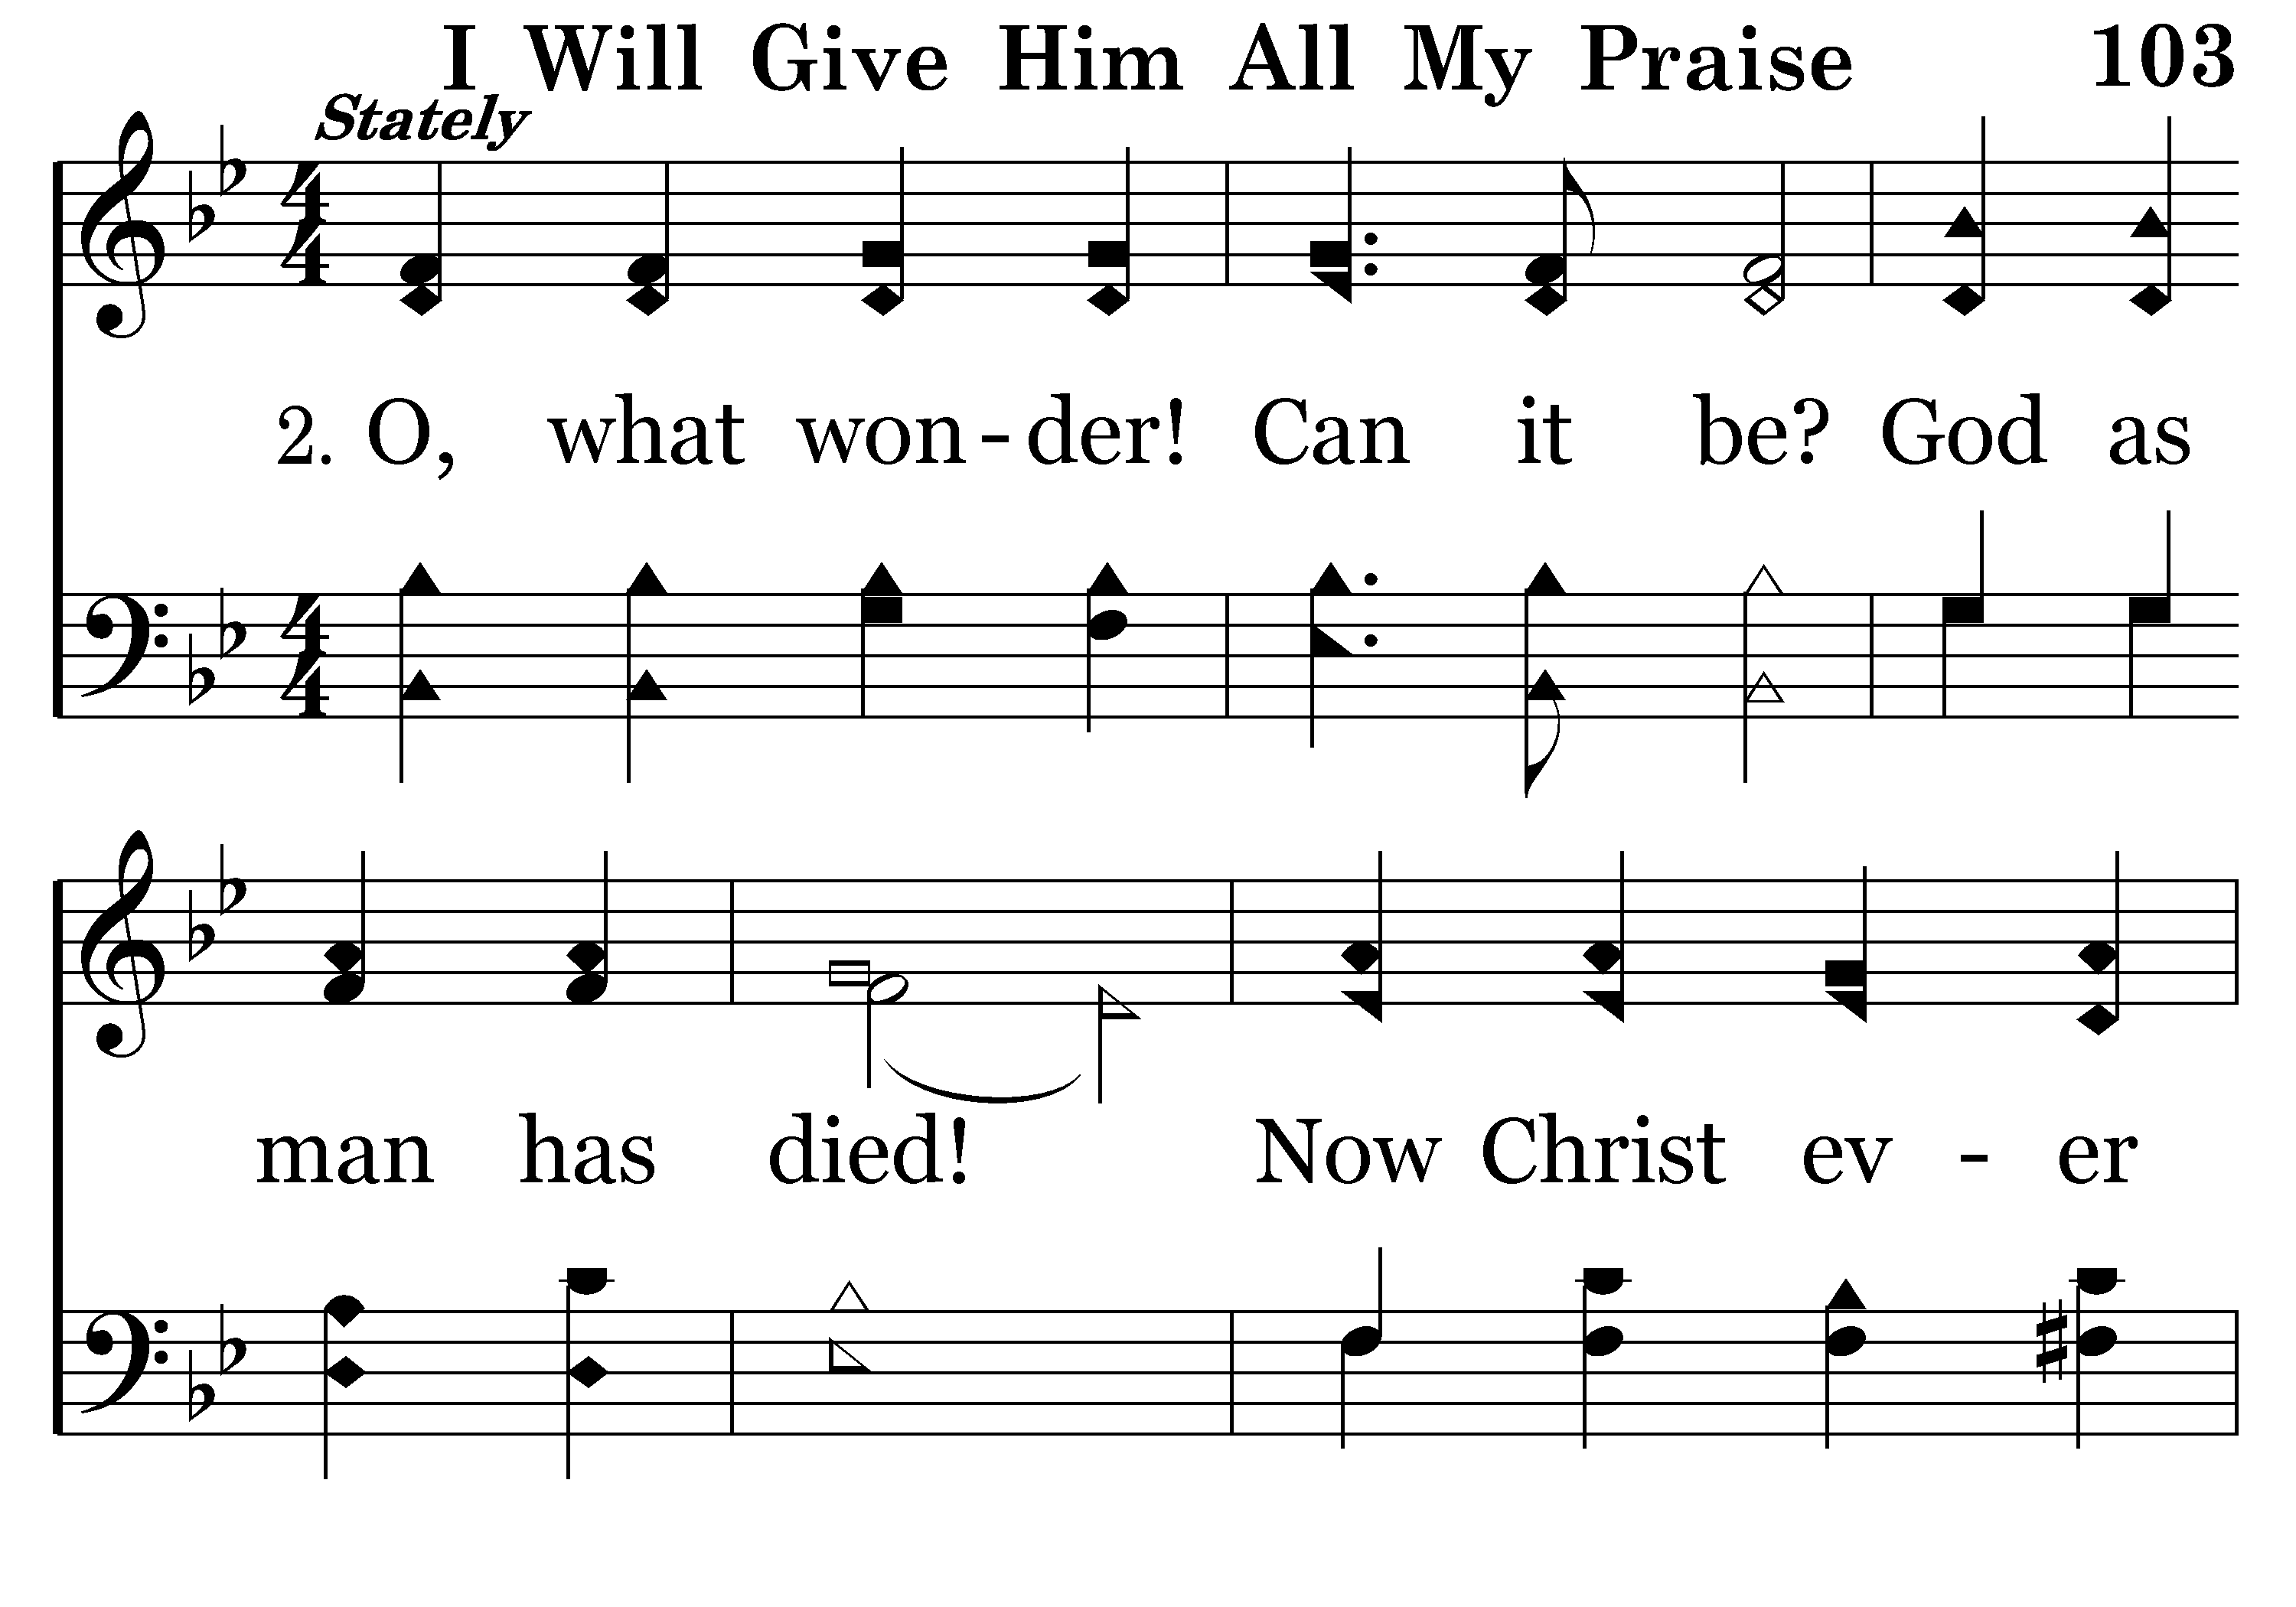 I Will Give Him All My Praise 103
Stately
2. O, what won - der! Can it be? God as
man has died! Now Christ ev - er